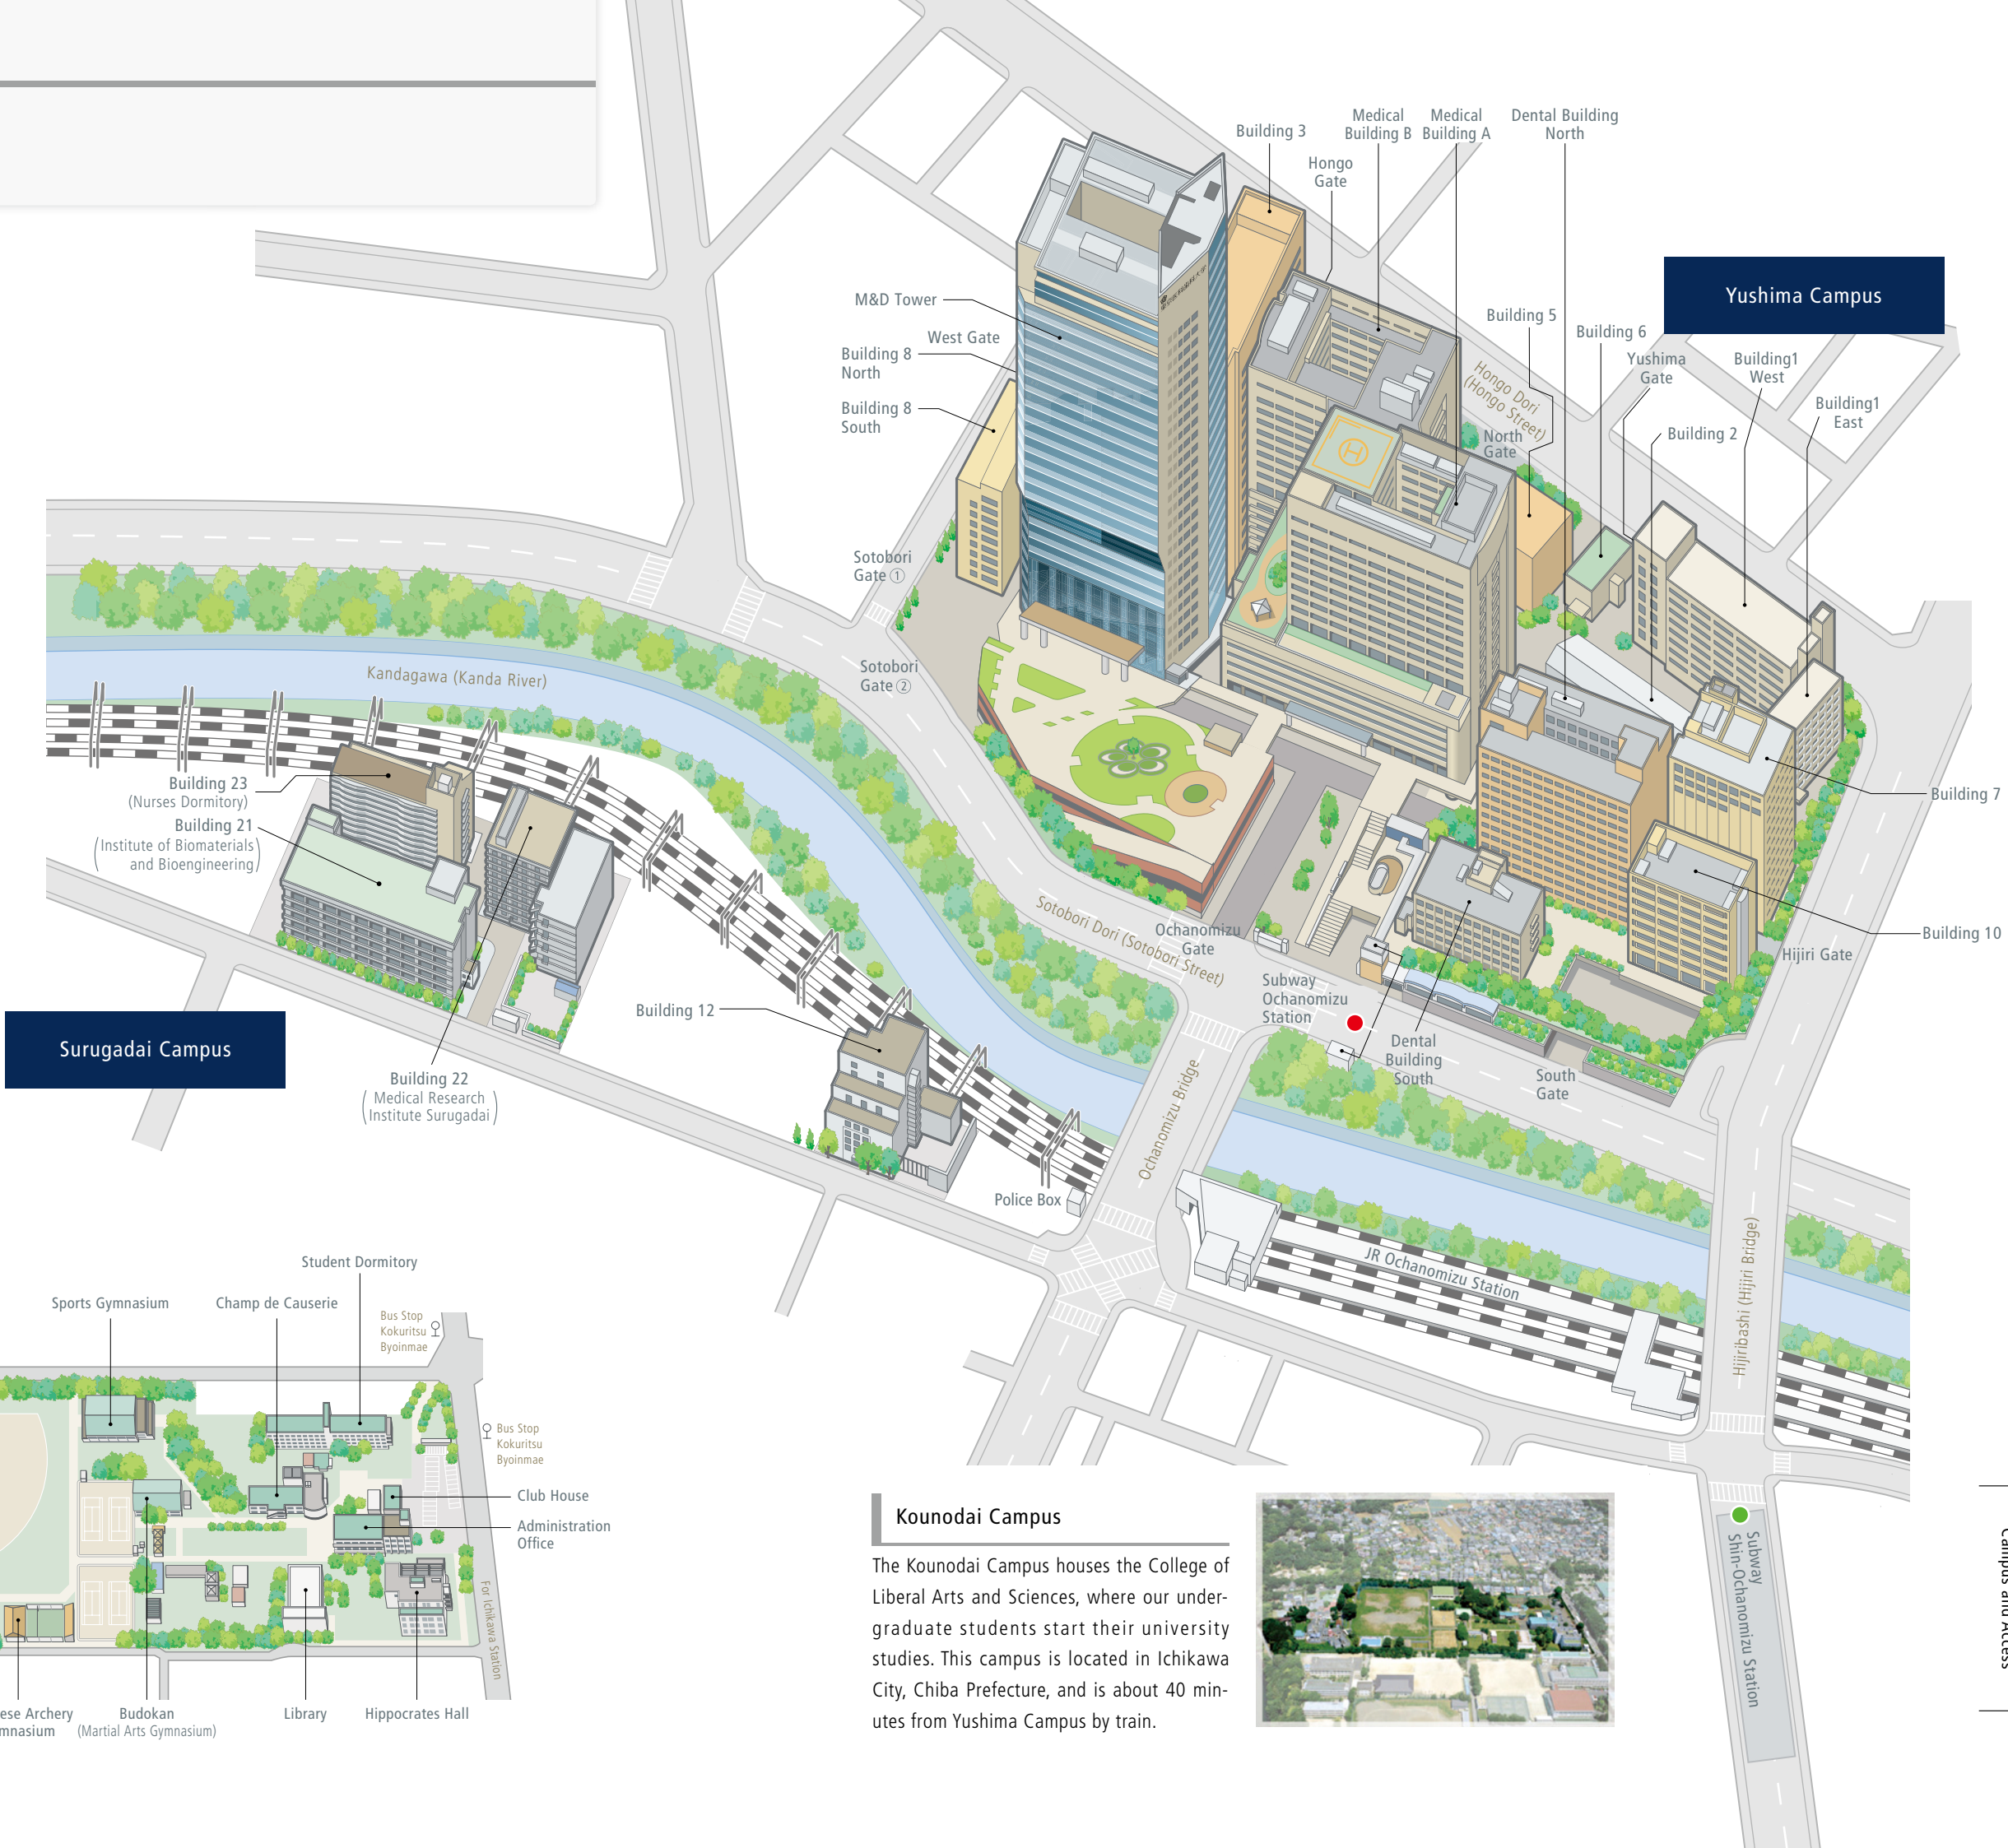 Building 3
Medical
Building B
Medical
Building A
Dental Building
North
Hongo
Gate
Yushima Campus
M&D Tower
West Gate
Building 8
North
Building 8
South
Building 5
Building 6
Yushima
Gate
Building1
West
Building1
East
Building 2
Hongo Dori
(Hongo Street)
North
Gate
Sotobori
Gate ①
Sotobori
Gate ②
Kandagawa (Kanda River)
Building 23
(Nurses Dormitory)
Building 21
(Institute of Biomaterials
and Bioengineering)
Building 7
Building 10
Hijiri Gate
Sotobori Dori (Sotobori Street)
Ochanomizu
Gate
Subway
Ochanomizu
Station
Dental
Building
South
South
Gate
Building 12
Surugadai Campus
Building 22
(Medical Research
Institute Surugadai)
Ochanomizu Bridge
Police Box
JR Ochanomizu Station
Hijiribashi (Hijiri Bridge)
Subway
Shin-Ochanomizu Station
Student Dormitory
Sports Gymnasium
Champ de Causerie
Bus Stop
Kokuritsu
Byoinmae
Bus Stop
Kokuritsu
Byoinmae
Club House
Administration
Office
For Ichikawa Station
ese Archery
mnasium
Budokan
(Martial Arts Gymnasium)
Library
Hippocrates Hall
Kounodai Campus
The Kounodai Campus houses the College of
Liberal Arts and Sciences, where our under-
graduate students start their university
studies. This campus is located in Ichikawa
City, Chiba Prefecture, and is about 40 min-
utes from Yushima Campus by train.
Campus and Access